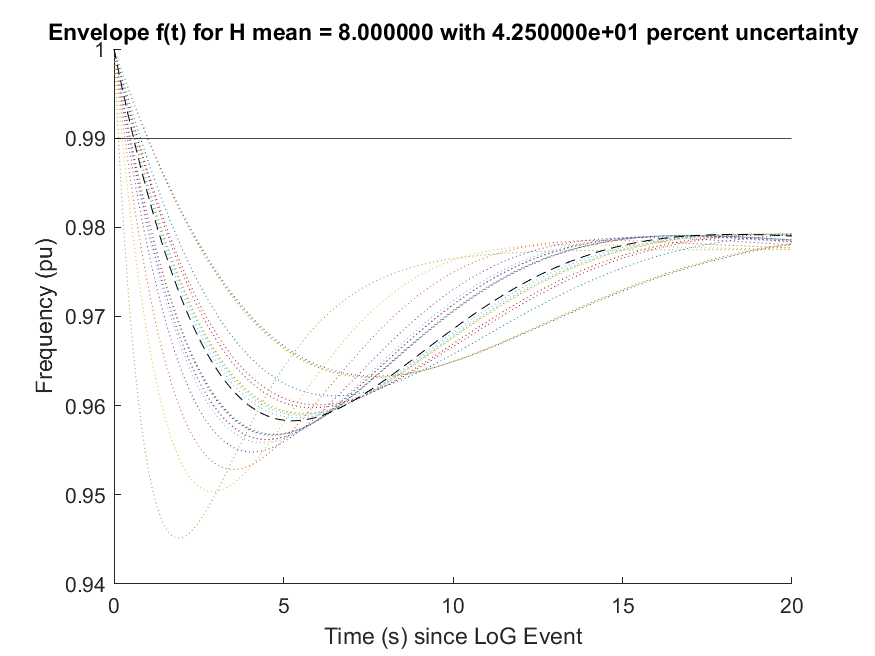 Envelope f(t) for H mean = 8.000000 with 4.250000e+01 percent uncertainty
1
0.99
0.98
0.97
0.96
0.95
0.94
Frequency (pu)
0 5 10 15 20
Time (s) since LoG Event